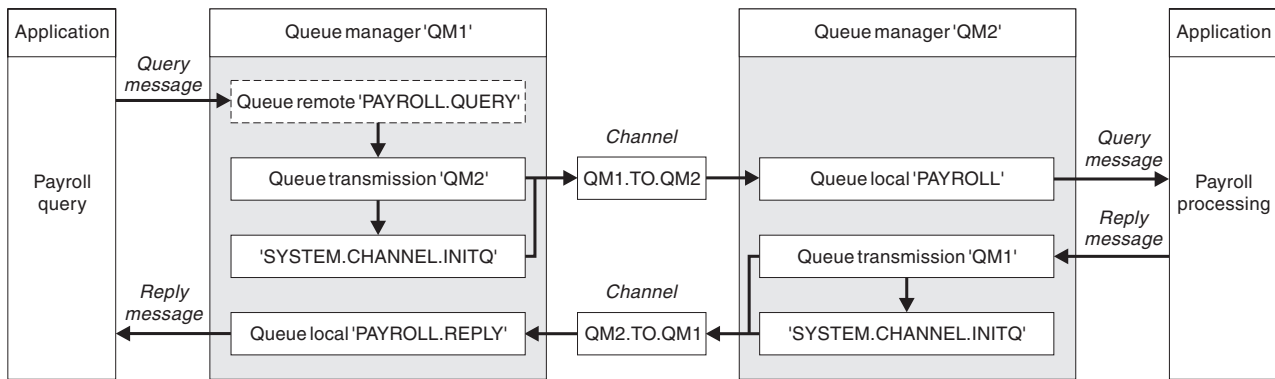 Application
Queue manager 'QM1'
Queue manager 'QM2'
Application
Query
message
Queue remote 'PAYROLL.QUERY'
Channel
Query
message
Payroll
query
Queue transmission 'QM2'
QM1.TO.QM2
Queue local 'PAYROLL'
Payroll
processing
Reply
message
'SYSTEM.CHANNEL.INITQ'
Queue transmission 'QM1'
Reply
message
Channel
Queue local 'PAYROLL.REPLY'
QM2.TO.QM1
'SYSTEM.CHANNEL.INITQ'